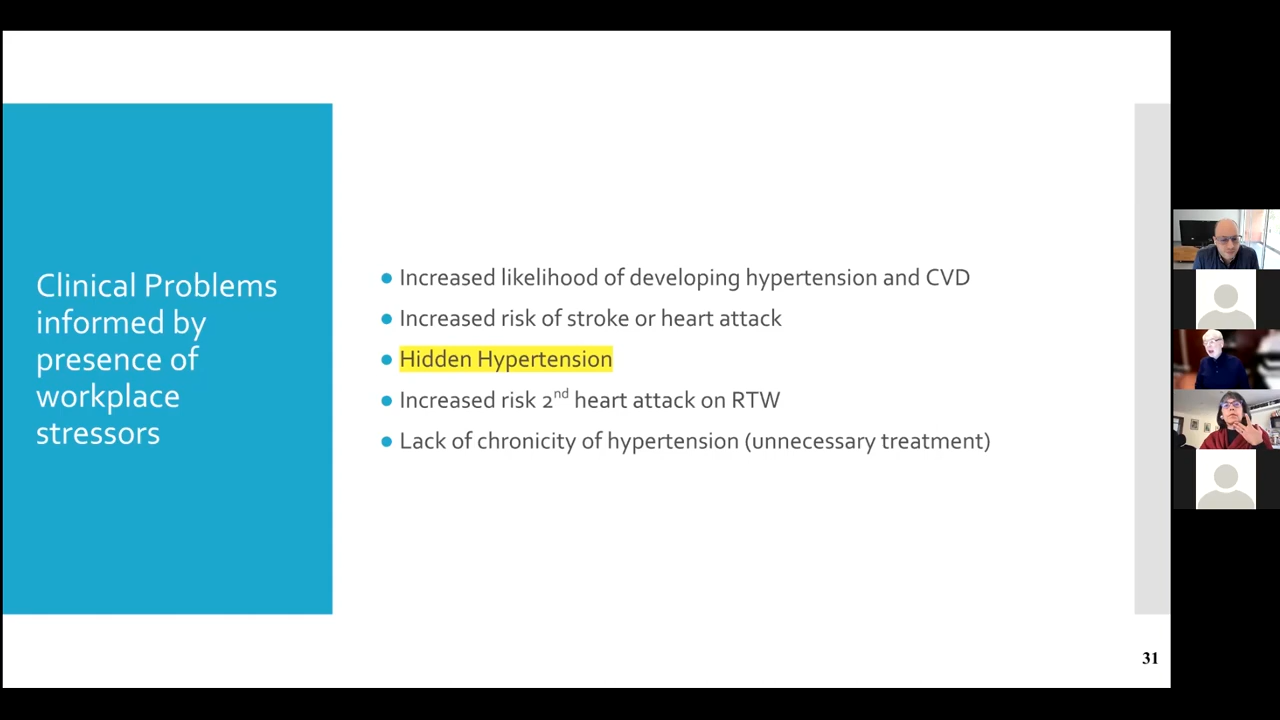 Clinical Problems
informed by
presence of
workplace
stressors
● Increased likelihood of developing hypertension and CVD
● Increased risk of stroke or heart attack
● Hidden Hypertension
● Increased risk 2nd heart attack on RTW
● Lack of chronicity of hypertension (unnecessary treatment)
31